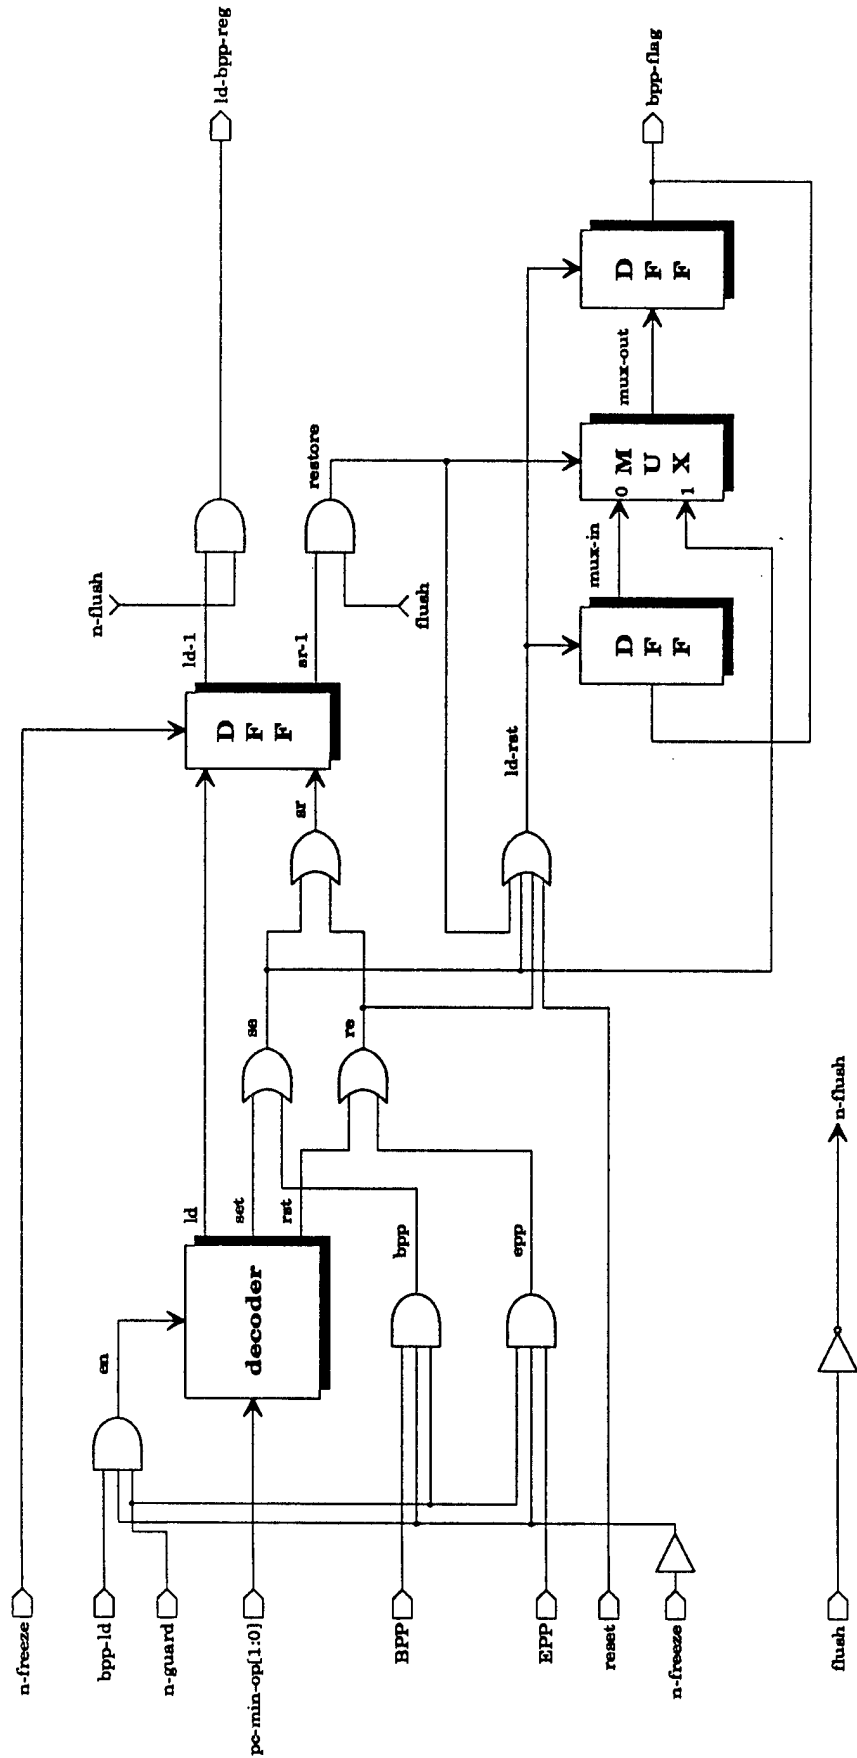 n-freeze
bpp-ld
n-guard
pc-min-op[1:0]
BPP
EPP
reset
n-freeze
flush
en
decoder
bpp
epp
n-flush
ld
set
rst
se
re
sr
ld-rst
D
F
F
ld-1
sr-1
n-flush
flush
restore
D
F
F
mux-in
0
1
M
U
X
mux-out
D
F
F
ld-bpp-reg
bpp-flag